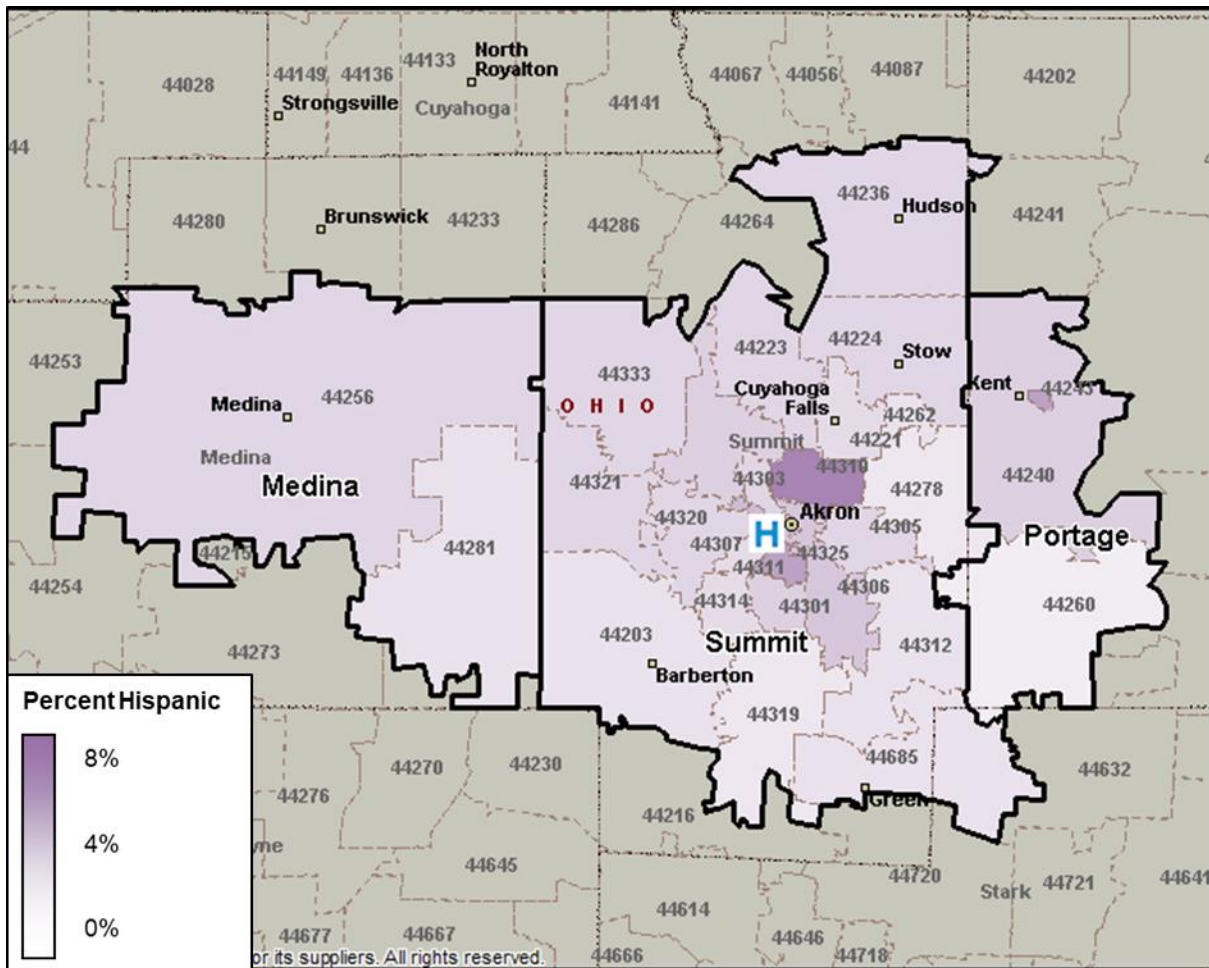 44028
44149
44136
44133
North
Royalton
44067
44056
44087
44202
Strongsville
Cuyahoga
44141
44
44280
Brunswick
44233
44286
44264
44236
Hudson
44241
44253
44256
Medina
Medina
Medina
44333
OHIO
44223
44224
Stow
Cuyahoga
Falls
44262
44221
Kent
44243
Summit
44321
44303
44310
44278
44240
44320
Akron
44305
H
44307
44325
Portage
44281
44215
44254
44311
44306
44314
44301
44260
44203
Summit
44312
44273
Barberton
44319
44685
Green
44270
44230
44276
44216
44632
yne
44645
44720
Stark
44721
44641
44614
44677
44667
44666
44646
44718
Percent Hispanic
8%
4%
0%
or its suppliers. All rights reserved.